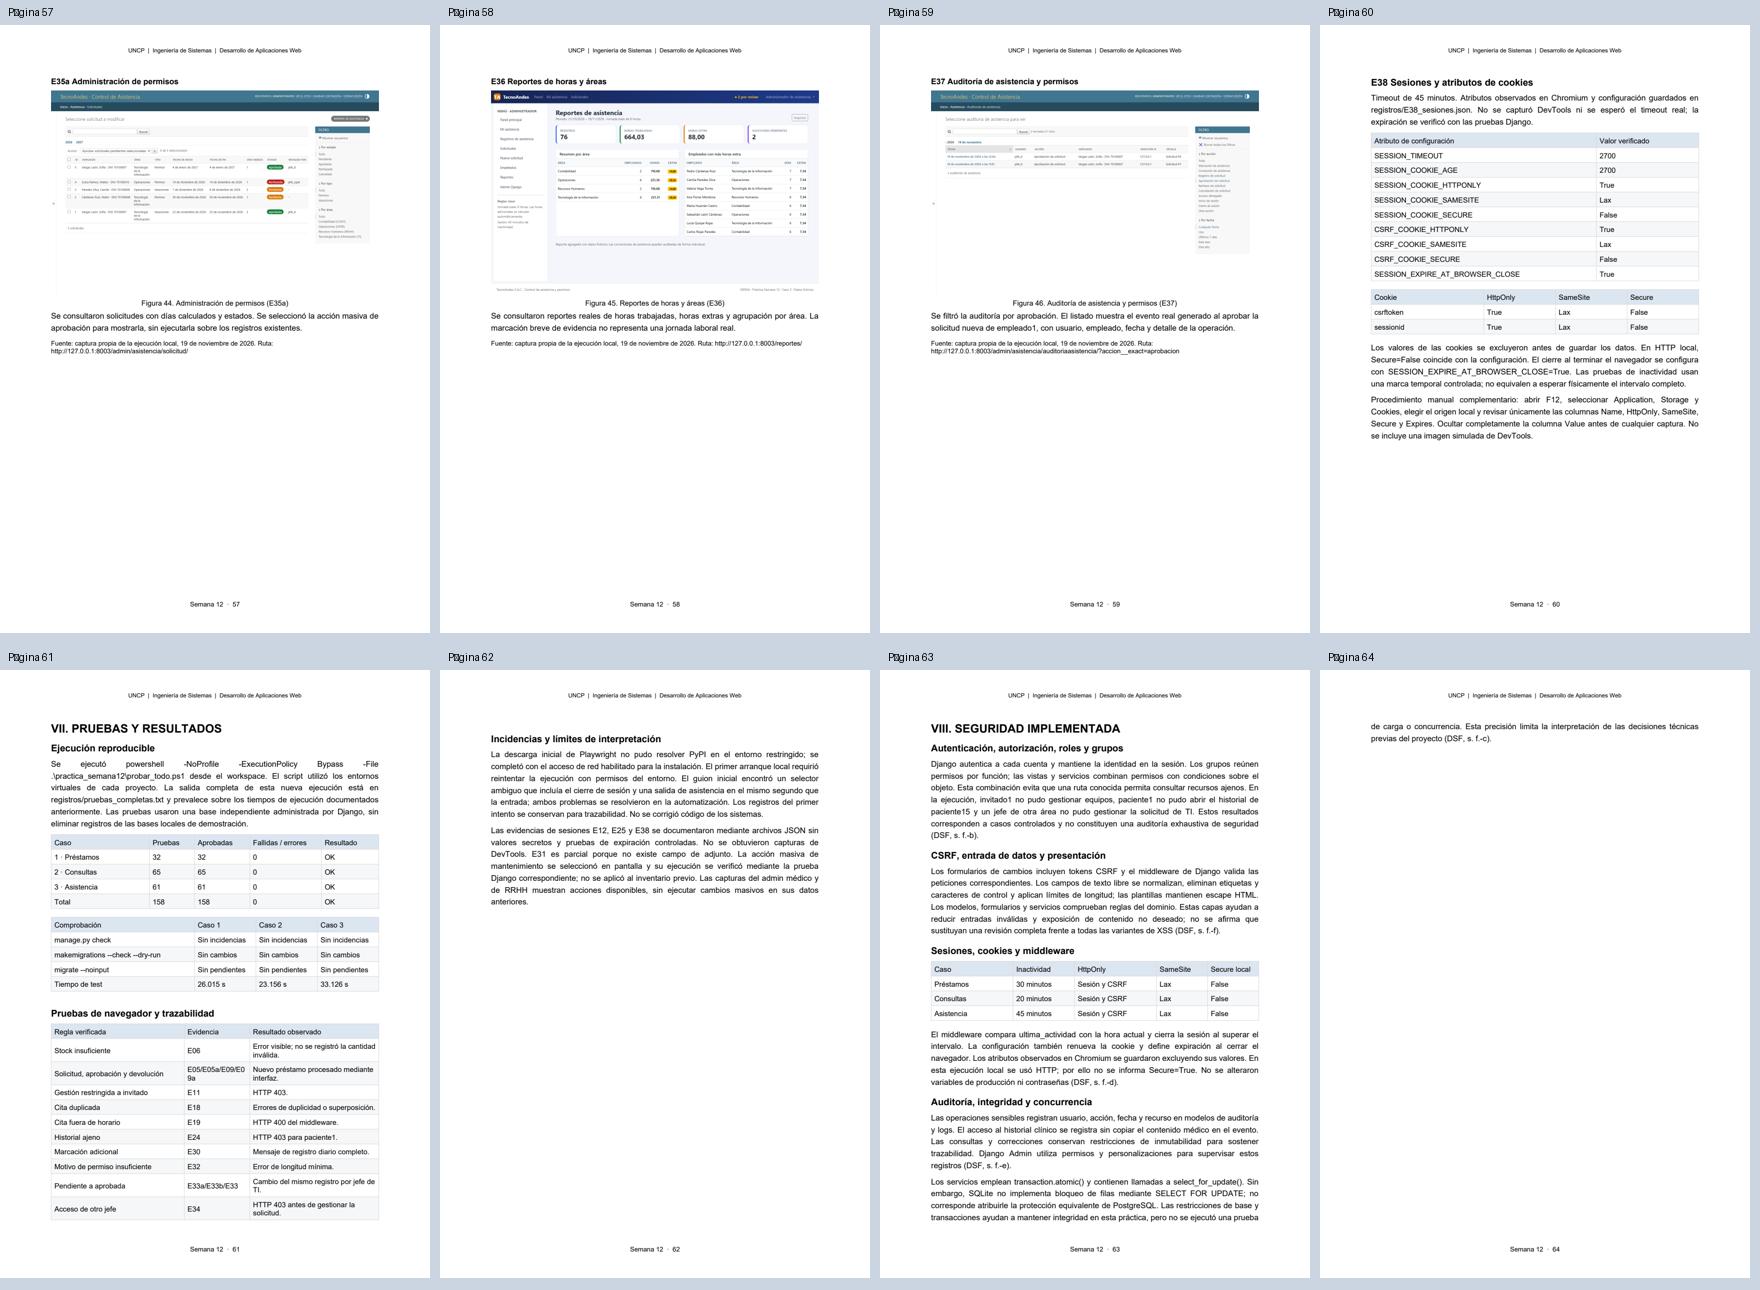 Página 57
UNCP | Ingeniería de Sistemas | Desarrollo de Aplicaciones Web
E35a Administración de permisos
TecnoAndes · Control de Asistencia
Seleccione solicitud a modificar
Figura 44. Administración de permisos (E35a)
Se consultaron solicitudes con días calculados y estados. Se seleccionó la acción masiva de
aprobación para mostrarla, sin ejecutarla sobre los registros existentes.
Fuente: captura propia de la ejecución local, 19 de noviembre de 2026. Ruta:
http://127.0.0.1:8003/admin/asistencia/solicitud/
Semana 12 · 57
Página 58
UNCP | Ingeniería de Sistemas | Desarrollo de Aplicaciones Web
E36 Reportes de horas y áreas
TecnoAndes
Reportes de asistencia
76
664,03
88,00
2
Resumen por área
Empleados con más horas extra
Figura 45. Reportes de horas y áreas (E36)
Se consultaron reportes reales de horas trabajadas, horas extras y agrupación por área. La
marcación breve de evidencia no representa una jornada laboral real.
Fuente: captura propia de la ejecución local, 19 de noviembre de 2026. Ruta: http://127.0.0.1:8003/reportes/
Semana 12 · 58
Página 59
UNCP | Ingeniería de Sistemas | Desarrollo de Aplicaciones Web
E37 Auditoría de asistencia y permisos
TecnoAndes · Control de Asistencia
Seleccione auditoria de asistencia para ver
Figura 46. Auditoría de asistencia y permisos (E37)
Se filtró la auditoría por aprobación. El listado muestra el evento real generado al aprobar la
solicitud nueva de empleado1, con usuario, empleado, fecha y detalle de la operación.
Fuente: captura propia de la ejecución local, 19 de noviembre de 2026. Ruta:
http://127.0.0.1:8003/admin/asistencia/auditoriaasistencia/?accion__exact=aprobacion
Semana 12 · 59
Página 60
UNCP | Ingeniería de Sistemas | Desarrollo de Aplicaciones Web
E38 Sesiones y atributos de cookies
Timeout de 45 minutos. Atributos observados en Chromium y configuración guardados en
registros/E38_sesiones.json. No se capturó DevTools ni se esperó el timeout real; la
expiración se verificó con las pruebas Django.
Atributo de configuración Valor verificado
SESSION_TIMEOUT 2700
SESSION_COOKIE_AGE 2700
SESSION_COOKIE_HTTPONLY True
SESSION_COOKIE_SAMESITE Lax
SESSION_COOKIE_SECURE False
CSRF_COOKIE_HTTPONLY True
CSRF_COOKIE_SAMESITE Lax
CSRF_COOKIE_SECURE False
SESSION_EXPIRE_AT_BROWSER_CLOSE True
Cookie HttpOnly SameSite Secure
csrftoken True Lax False
sessionid True Lax False
Los valores de las cookies se excluyeron antes de guardar los datos. En HTTP local,
Secure=False coincide con la configuración. El cierre al terminar el navegador se configura
con SESSION_EXPIRE_AT_BROWSER_CLOSE=True. Las pruebas de inactividad usan
una marca temporal controlada; no equivalen a esperar físicamente el intervalo completo.
Procedimiento manual complementario: abrir F12, seleccionar Application, Storage y
Cookies, elegir el origen local y revisar únicamente las columnas Name, HttpOnly, SameSite,
Secure y Expires. Ocultar completamente la columna Value antes de cualquier captura. No
se incluye una imagen simulada de DevTools.
Semana 12 · 60
Página 61
UNCP | Ingeniería de Sistemas | Desarrollo de Aplicaciones Web
VII. PRUEBAS Y RESULTADOS
Ejecución reproducible
Se ejecutó powershell -NoProfile -ExecutionPolicy Bypass -File
.\practica_semana12\probar_todo.ps1 desde el workspace. El script utilizó los entornos
virtuales de cada proyecto. La salida completa de esta nueva ejecución está en
registros/pruebas_completas.txt y prevalece sobre los tiempos de ejecución documentados
anteriormente. Las pruebas usaron una base independiente administrada por Django, sin
eliminar registros de las bases locales de demostración.
Caso Pruebas Aprobadas Fallidas / errores Resultado
1 · Préstamos 32 32 0 OK
2 · Consultas 65 65 0 OK
3 · Asistencia 61 61 0 OK
Total 158 158 0 OK
Comprobación Caso 1 Caso 2 Caso 3
manage.py check Sin incidencias Sin incidencias Sin incidencias
makemigrations --check --dry-run Sin cambios Sin cambios Sin cambios
migrate --noinput Sin pendientes Sin pendientes Sin pendientes
Tiempo de test 26.015 s 23.156 s 33.126 s
Pruebas de navegador y trazabilidad
Regla verificada Evidencia Resultado observado
Stock insuficiente E06 Error visible; no se registró la cantidad
inválida.
Solicitud, aprobación y devolución E05/E05a/E09/E0 Nuevo préstamo procesado mediante
9a interfaz.
Gestión restringida a invitado E11 HTTP 403.
Cita duplicada E18 Errores de duplicidad o superposición.
Cita fuera de horario E19 HTTP 400 del middleware.
Historial ajeno E24 HTTP 403 para paciente1.
Marcación adicional E30 Mensaje de registro diario completo.
Motivo de permiso insuficiente E32 Error de longitud mínima.
Pendiente a aprobada E33a/E33b/E33 Cambio del mismo registro por jefe de
TI.
Acceso de otro jefe E34 HTTP 403 antes de gestionar la
solicitud.
Semana 12 · 61
Página 62
UNCP | Ingeniería de Sistemas | Desarrollo de Aplicaciones Web
Incidencias y límites de interpretación
La descarga inicial de Playwright no pudo resolver PyPI en el entorno restringido; se
completó con el acceso de red habilitado para la instalación. El primer arranque local requirió
reintentar la ejecución con permisos del entorno. El guion inicial encontró un selector
ambiguo que incluía el cierre de sesión y una salida de asistencia en el mismo segundo que
la entrada; ambos problemas se resolvieron en la automatización. Los registros del primer
intento se conservan para trazabilidad. No se corrigió código de los sistemas.
Las evidencias de sesiones E12, E25 y E38 se documentaron mediante archivos JSON sin
valores secretos y pruebas de expiración controladas. No se obtuvieron capturas de
DevTools. E31 es parcial porque no existe campo de adjunto. La acción masiva de
mantenimiento se seleccionó en pantalla y su ejecución se verificó mediante la prueba
Django correspondiente; no se aplicó al inventario previo. Las capturas del admin médico y
de RRHH muestran acciones disponibles, sin ejecutar cambios masivos en sus datos
anteriores.
Semana 12 · 62
Página 63
UNCP | Ingeniería de Sistemas | Desarrollo de Aplicaciones Web
VIII. SEGURIDAD IMPLEMENTADA
Autenticación, autorización, roles y grupos
Django autentica a cada cuenta y mantiene la identidad en la sesión. Los grupos reúnen
permisos por función; las vistas y servicios combinan permisos con condiciones sobre el
objeto. Esta combinación evita que una ruta conocida permita consultar recursos ajenos. En
la ejecución, invitado1 no pudo gestionar equipos, paciente1 no pudo abrir el historial de
paciente15 y un jefe de otra área no pudo gestionar la solicitud de TI. Estos resultados
corresponden a casos controlados y no constituyen una auditoría exhaustiva de seguridad
(DSF, s. f.-b).
CSRF, entrada de datos y presentación
Los formularios de cambios incluyen tokens CSRF y el middleware de Django valida las
peticiones correspondientes. Los campos de texto libre se normalizan, eliminan etiquetas y
caracteres de control y aplican límites de longitud; las plantillas mantienen escape HTML.
Los modelos, formularios y servicios comprueban reglas del dominio. Estas capas ayudan a
reducir entradas inválidas y exposición de contenido no deseado; no se afirma que
sustituyan una revisión completa frente a todas las variantes de XSS (DSF, s. f.-f).
Sesiones, cookies y middleware
Caso Inactividad HttpOnly SameSite Secure local
Préstamos 30 minutos Sesión y CSRF Lax False
Consultas 20 minutos Sesión y CSRF Lax False
Asistencia 45 minutos Sesión y CSRF Lax False
El middleware compara ultima_actividad con la hora actual y cierra la sesión al superar el
intervalo. La configuración también renueva la cookie y define expiración al cerrar el
navegador. Los atributos observados en Chromium se guardaron excluyendo sus valores. En
esta ejecución local se usó HTTP; por ello no se informa Secure=True. No se alteraron
variables de producción ni contraseñas (DSF, s. f.-d).
Auditoría, integridad y concurrencia
Las operaciones sensibles registran usuario, acción, fecha y recurso en modelos de auditoría
y logs. El acceso al historial clínico se registra sin copiar el contenido médico en el evento.
Las consultas y correcciones conservan restricciones de inmutabilidad para sostener
trazabilidad. Django Admin utiliza permisos y personalizaciones para supervisar estos
registros (DSF, s. f.-e).
Los servicios emplean transaction.atomic() y contienen llamadas a select_for_update(). Sin
embargo, SQLite no implementa bloqueo de filas mediante SELECT FOR UPDATE; no
corresponde atribuirle la protección equivalente de PostgreSQL. Las restricciones de base y
transacciones ayudan a mantener integridad en esta práctica, pero no se ejecutó una prueba
Semana 12 · 63
Página 64
UNCP | Ingeniería de Sistemas | Desarrollo de Aplicaciones Web
de carga o concurrencia. Esta precisión limita la interpretación de las decisiones técnicas
previas del proyecto (DSF, s. f.-c).
Semana 12 · 64